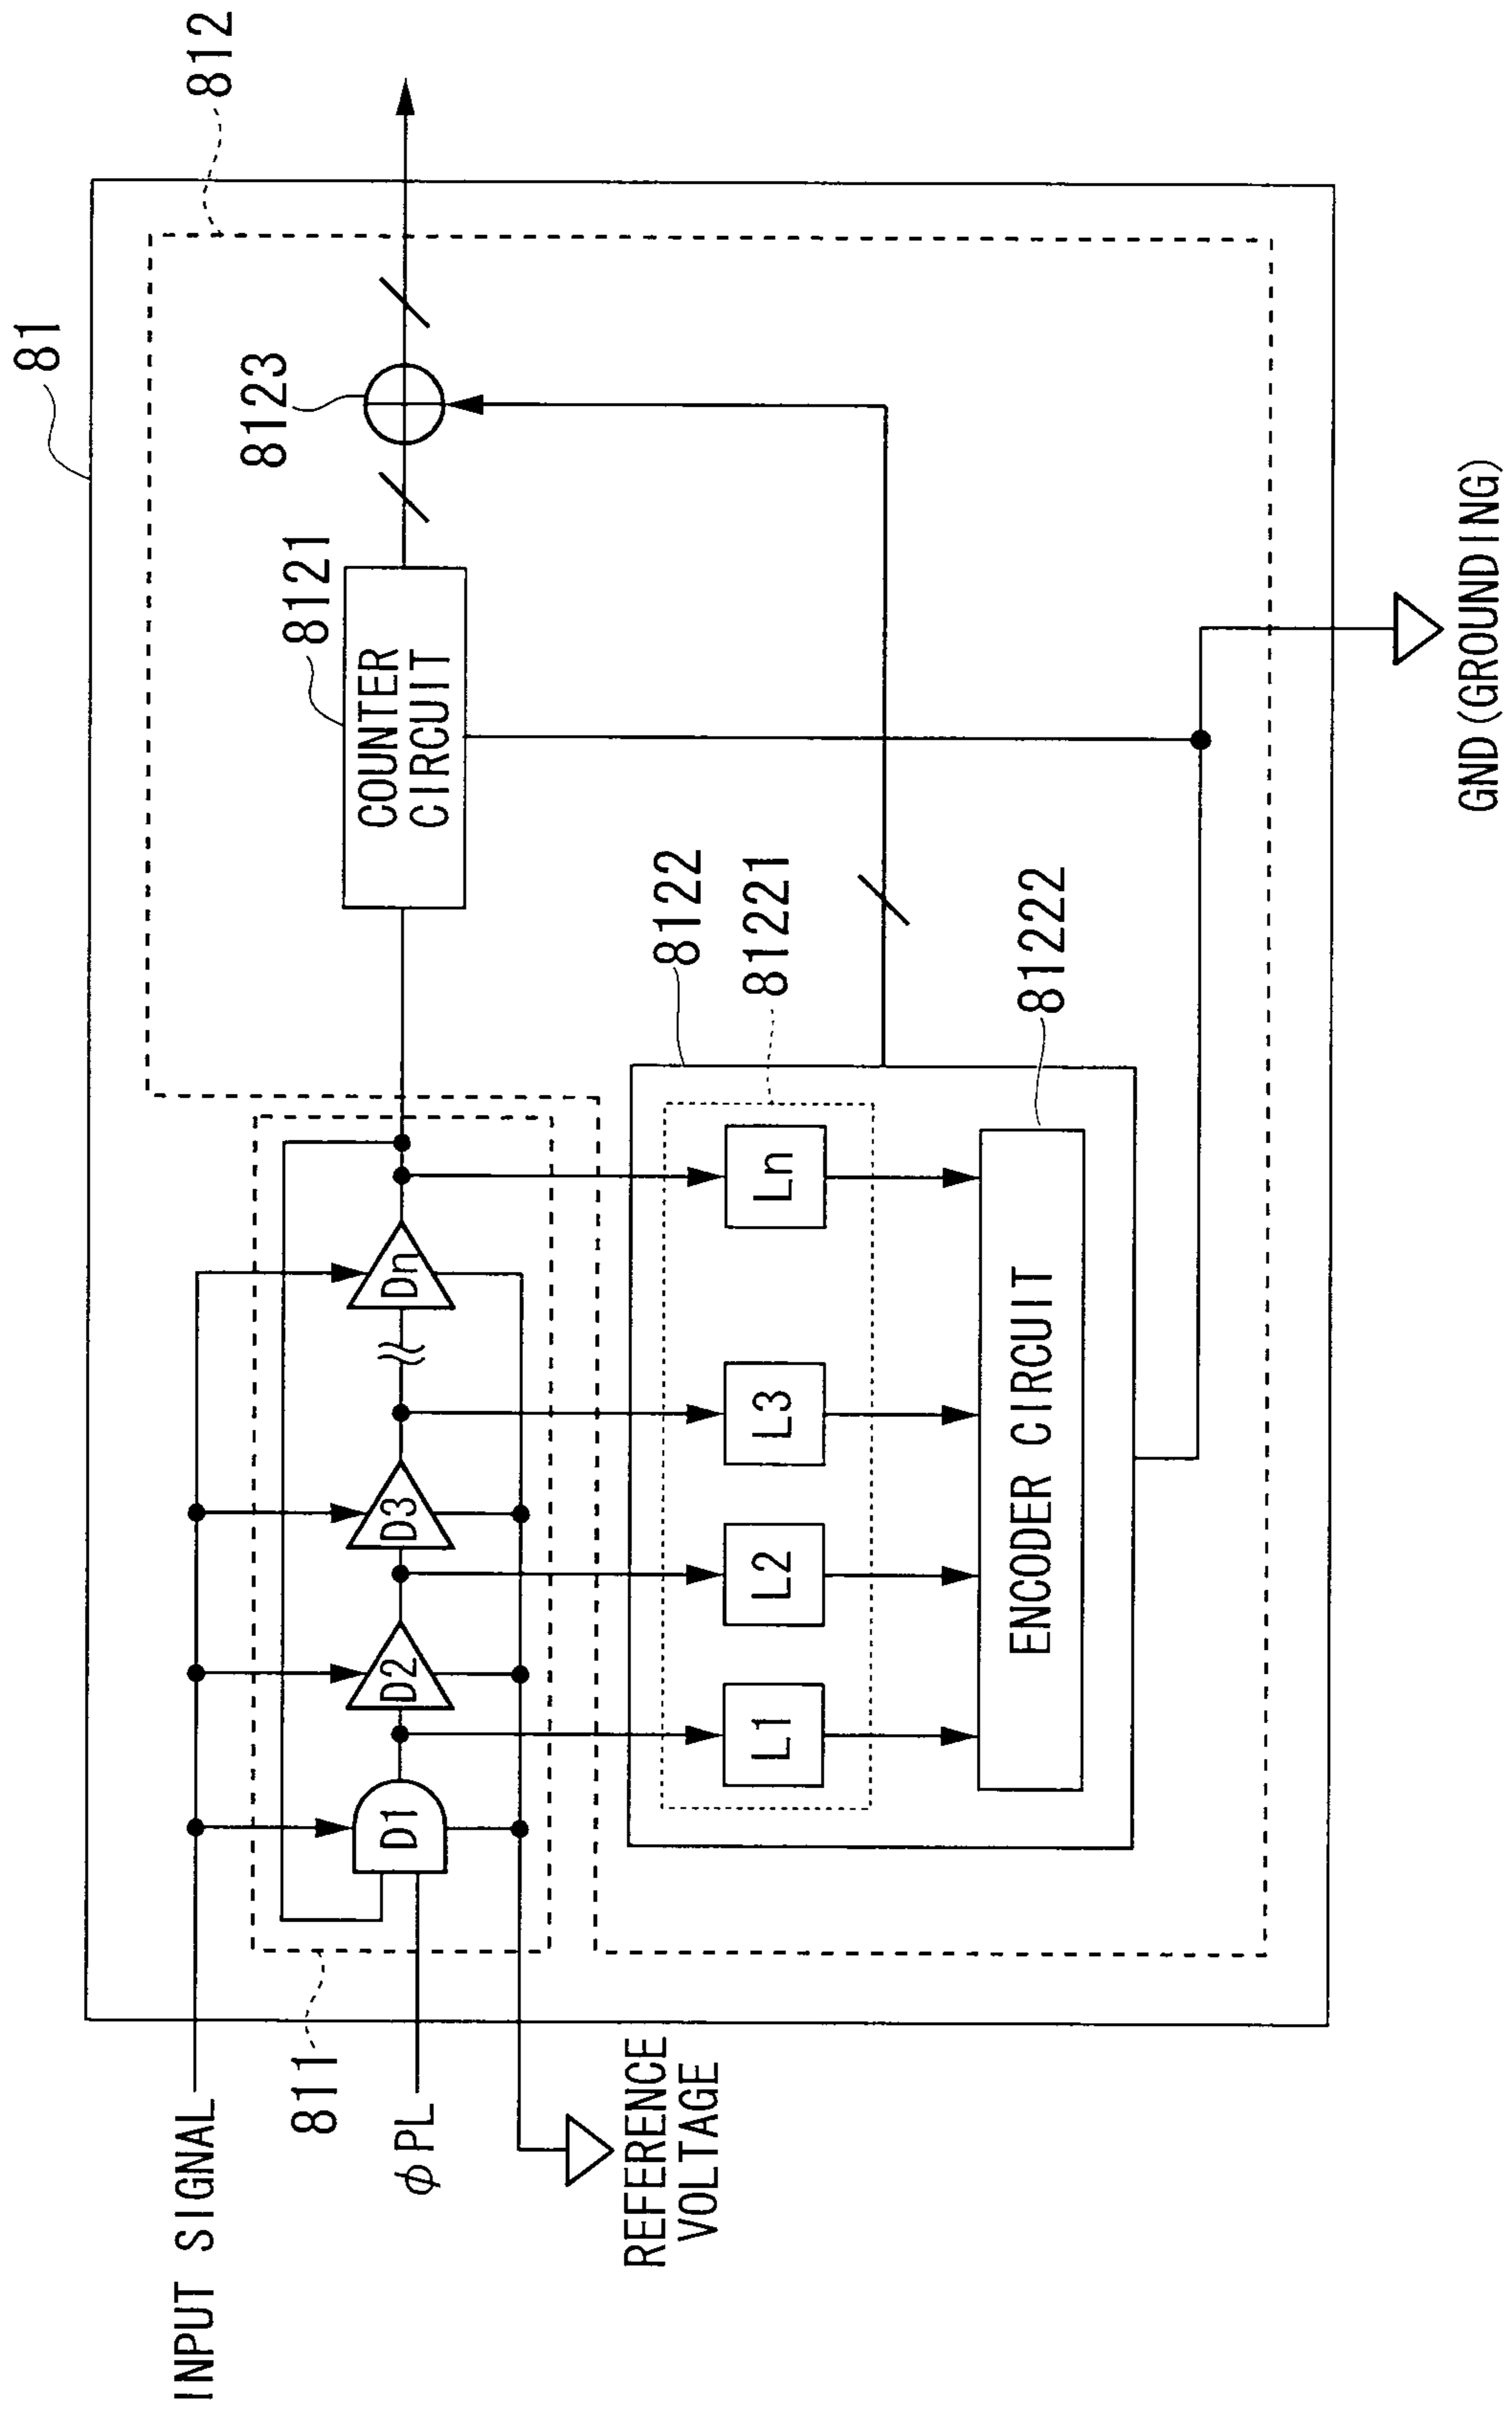 81
812
8123
8121
COUNTER
CIRCUIT
INPUT SIGNAL
811
φPL
REFERENCE
VOLTAGE
D1
D2
D3
Dn
8122
81221
81222
L1
L2
L3
Ln
ENCODER CIRCUIT
GND(GROUNDING)